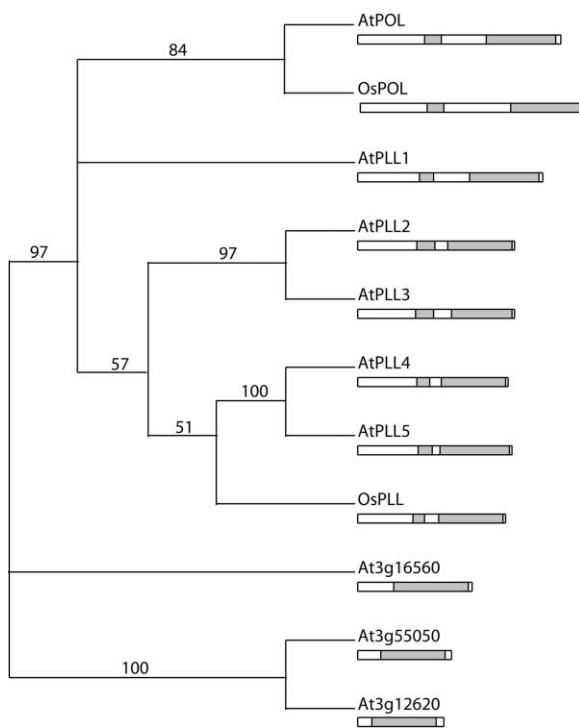 AtPOL
84
OsPOL
AtPLL1
AtPLL2
97
97
AtPLL3
57
AtPLL4
100
51
AtPLL5
OsPLL
At3g16560
At3g55050
100
At3g12620